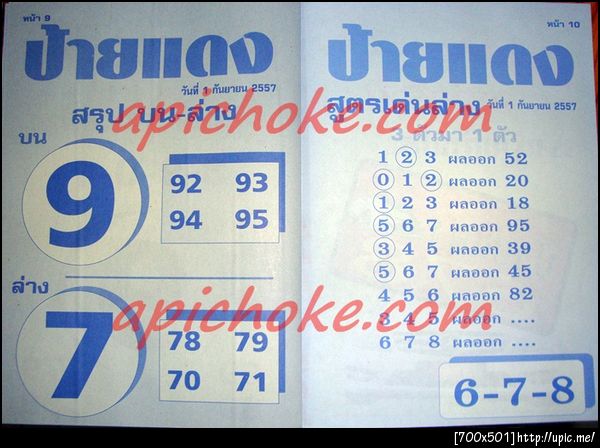 หน้า 9
ป้ายแดง
วันที่ 1 กันยายน 2557
สรุป บน-ล่าง
บน
9
92 93
94 95
ล่าง
7
78 79
70 71
หน้า 10
ป้ายแดง
สูตรเด่นล่าง วันที่ 1 กันยายน 2557
3 ตัวมา 1 ตัว
1 2 3 ผลออก 52
0 1 2 ผลออก 20
1 2 3 ผลออก 18
5 6 7 ผลออก 95
3 4 5 ผลออก 39
5 6 7 ผลออก 45
4 5 6 ผลออก 82
3 4 5 ผลออก ....
6 7 8 ผลออก ....
6-7-8
apichoke.com
apichoke.com
[700x501]http://upic.me/